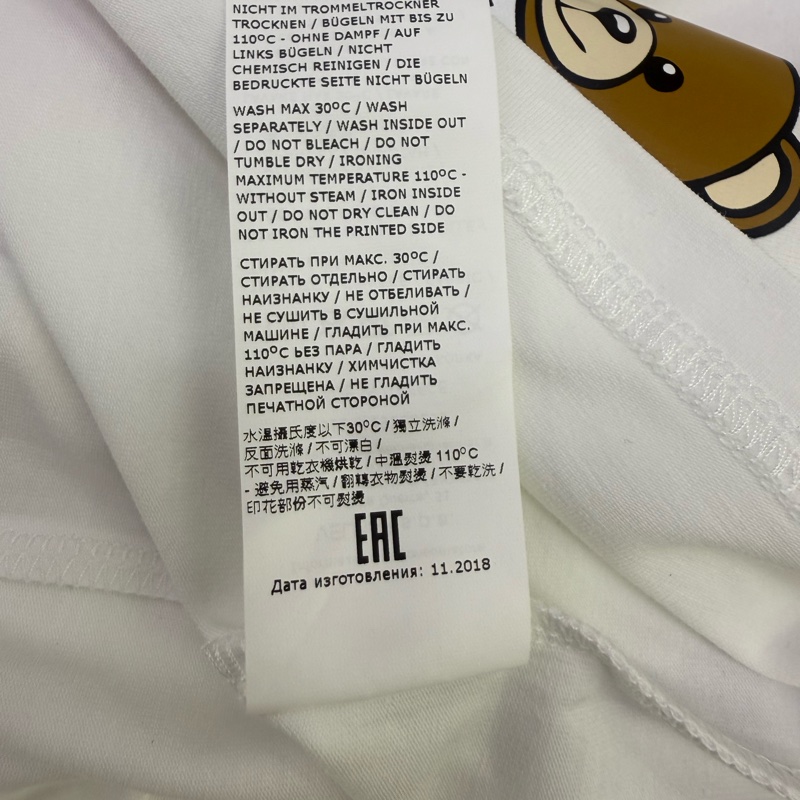 NICHT IM TROMMELTROCKNER
TROCKNEN / BÜGELN MIT BIS ZU
110ºC - OHNE DAMPF / AUF
LINKS BÜGELN / NICHT
CHEMISCH REINIGEN / DIE
BEDRUCKTE SEITE NICHT BÜGELN
WASH MAX 30ºC / WASH
SEPARATELY / WASH INSIDE OUT
/ DO NOT BLEACH / DO NOT
TUMBLE DRY / IRONING
MAXIMUM TEMPERATURE 110ºC -
WITHOUT STEAM / IRON INSIDE
OUT / DO NOT DRY CLEAN / DO
NOT IRON THE PRINTED SIDE
СТИРАТЬ ПРИ МАКС. 30ºC /
СТИРАТЬ ОТДЕЛЬНО / СТИРАТЬ
НАИЗНАНКУ / НЕ ОТБЕЛИВАТЬ /
НЕ СУШИТЬ В СУШИЛЬНОЙ
МАШИНЕ / ГЛАДИТЬ ПРИ МАКС.
110ºC ЬЕЗ ПАРА / ГЛАДИТЬ
НАИЗНАНКУ / ХИМЧИСТКА
ЗАПРЕЩЕНА / НЕ ГЛАДИТЬ
ПЕЧАТНОЙ СТОРОНОЙ
水溫攝氏度以下30ºC / 獨立洗滌 /
反面洗滌 / 不可漂白 /
不可用乾衣機烘乾 / 中溫熨燙 110ºC
- 避免用蒸汽 / 翻轉衣物熨燙 / 不要乾洗 /
印花部份不可熨燙
EAC
Дата изготовления: 11.2018